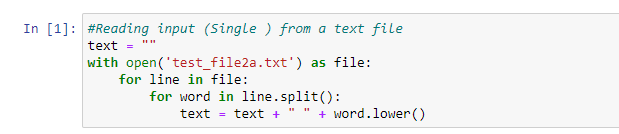 In [1]: #Reading input (Single ) from a text file
text = ""
with open('test_file2a.txt') as file:
    for line in file:
        for word in line.split():
            text = text + " " + word.lower()